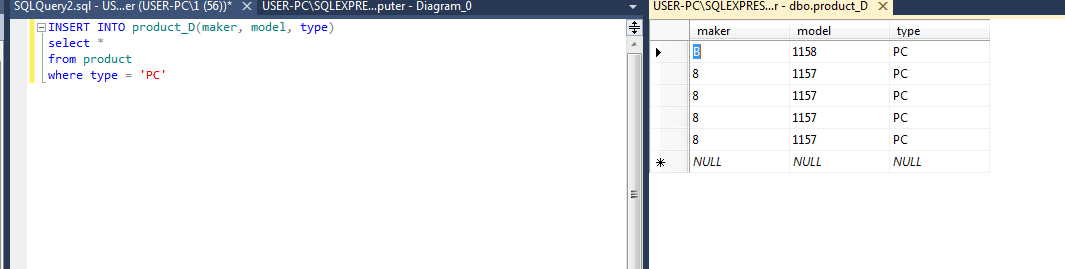 SQLQuery2.sql - US...er (USER-PC\1 (56))* USER-PC\SQLEXPRE...puter - Diagram_0
INSERT INTO product_D(maker, model, type)
select *
from product
where type = 'PC'
USER-PC\SQLEXPRES...r - dbo.product_D
maker model type
B 1158 PC
8 1157 PC
8 1157 PC
8 1157 PC
8 1157 PC
NULL NULL NULL